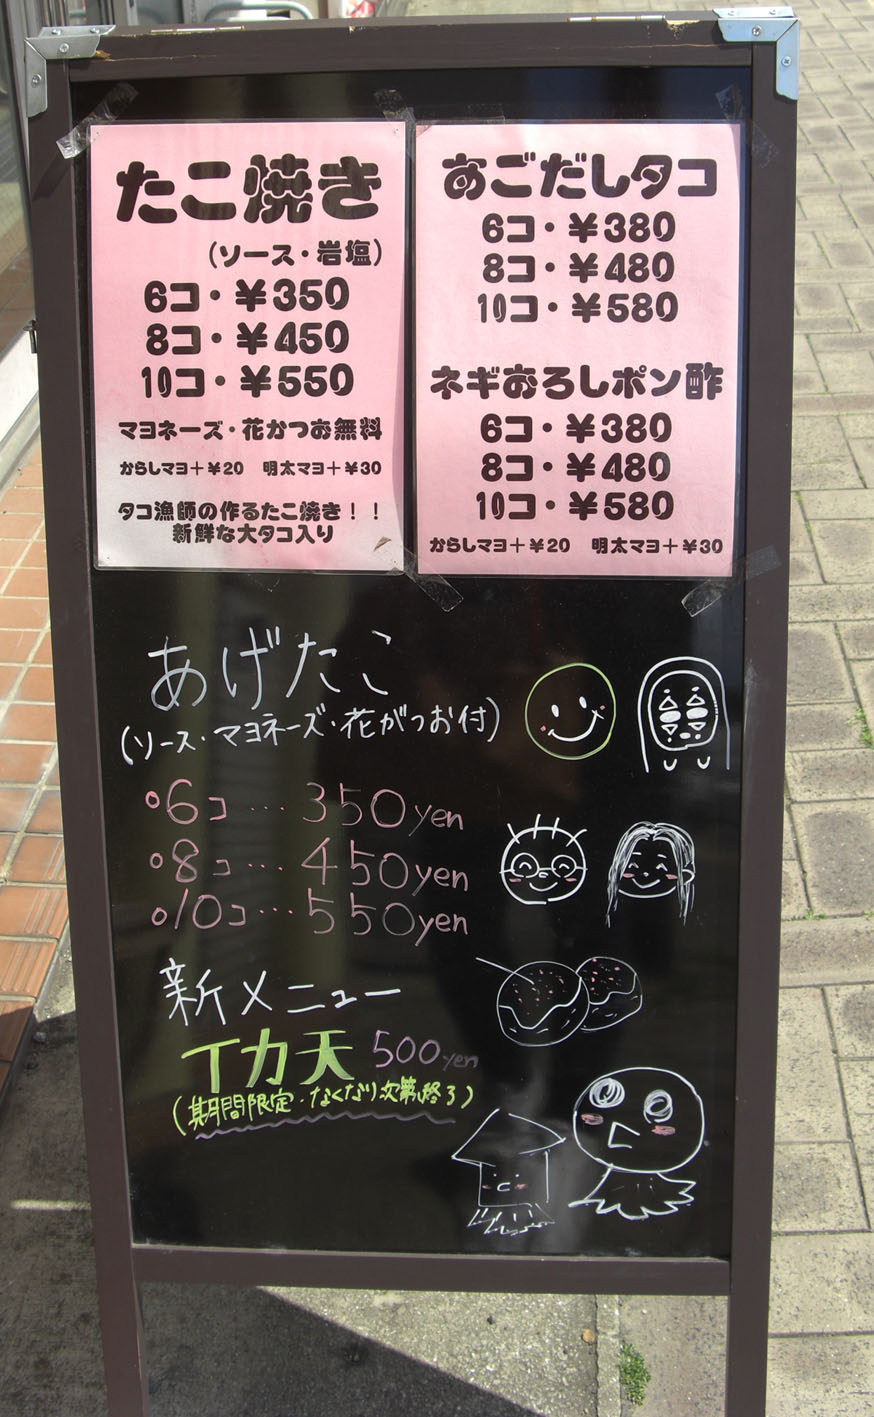 たこ焼き
(ソース・岩塩)
6コ・¥350
8コ・¥450
10コ・¥550
マヨネーズ・花かつお無料
からしマヨ+¥20 明太マヨ+¥30
タコ漁師の作るたこ焼き!!
新鮮な大タコ入り
あごだしタコ
6コ・¥380
8コ・¥480
10コ・¥580
ネギおろしポン酢
6コ・¥380
8コ・¥480
10コ・¥580
からしマヨ+¥20 明太マヨ+¥30
あげたこ
(ソース・マヨネーズ・花がつお付)
○6コ…350yen
○8コ…450yen
○10コ…550yen
新メニュー
イカ天 500yen
(期間限定・なくなり次第、終了)